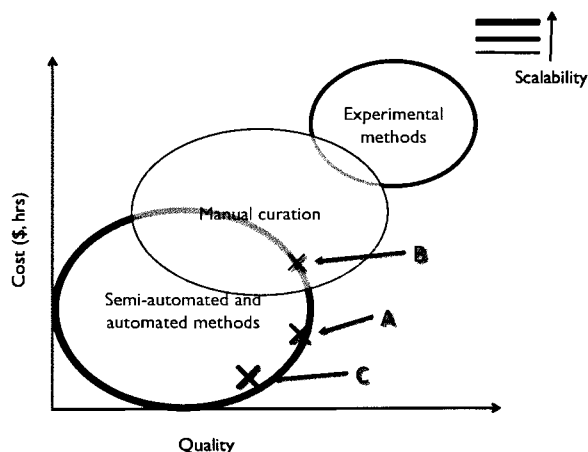 Scalability
Experimental
methods
Manual curation
Cost ($, hrs)
B
Semi-automated and
automated methods
A
C
Quality